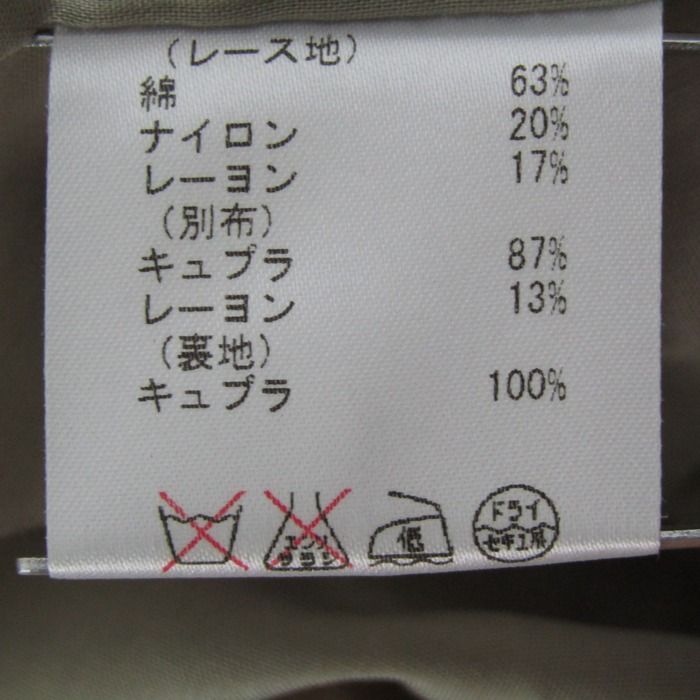 (レース地)
綿 63%
ナイロン 20%
レーヨン 17%
(別布)
キュプラ 87%
レーヨン 13%
(裏地)
キュプラ 100%
エンソ
サラシ
低
ドライ
セキユ系